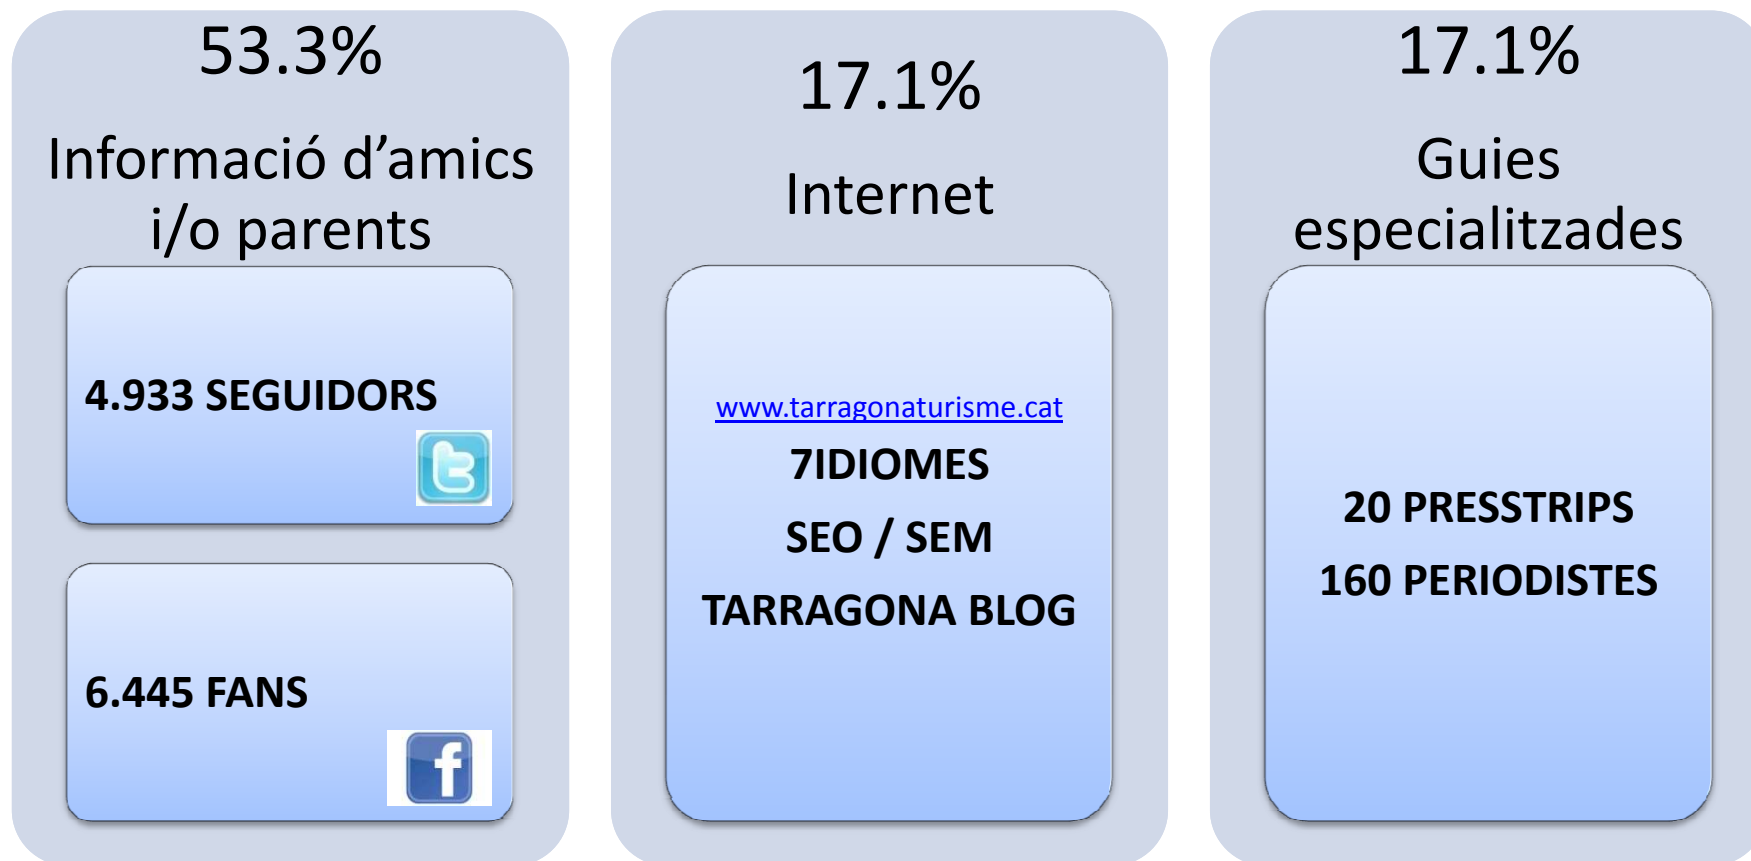 53.3%
Informació d’amics
i/o parents
4.933 SEGUIDORS
6.445 FANS
17.1%
Internet
www.tarragonaturisme.cat
7IDIOMES
SEO / SEM
TARRAGONA BLOG
17.1%
Guies
especialitzades
20 PRESSTRIPS
160 PERIODISTES